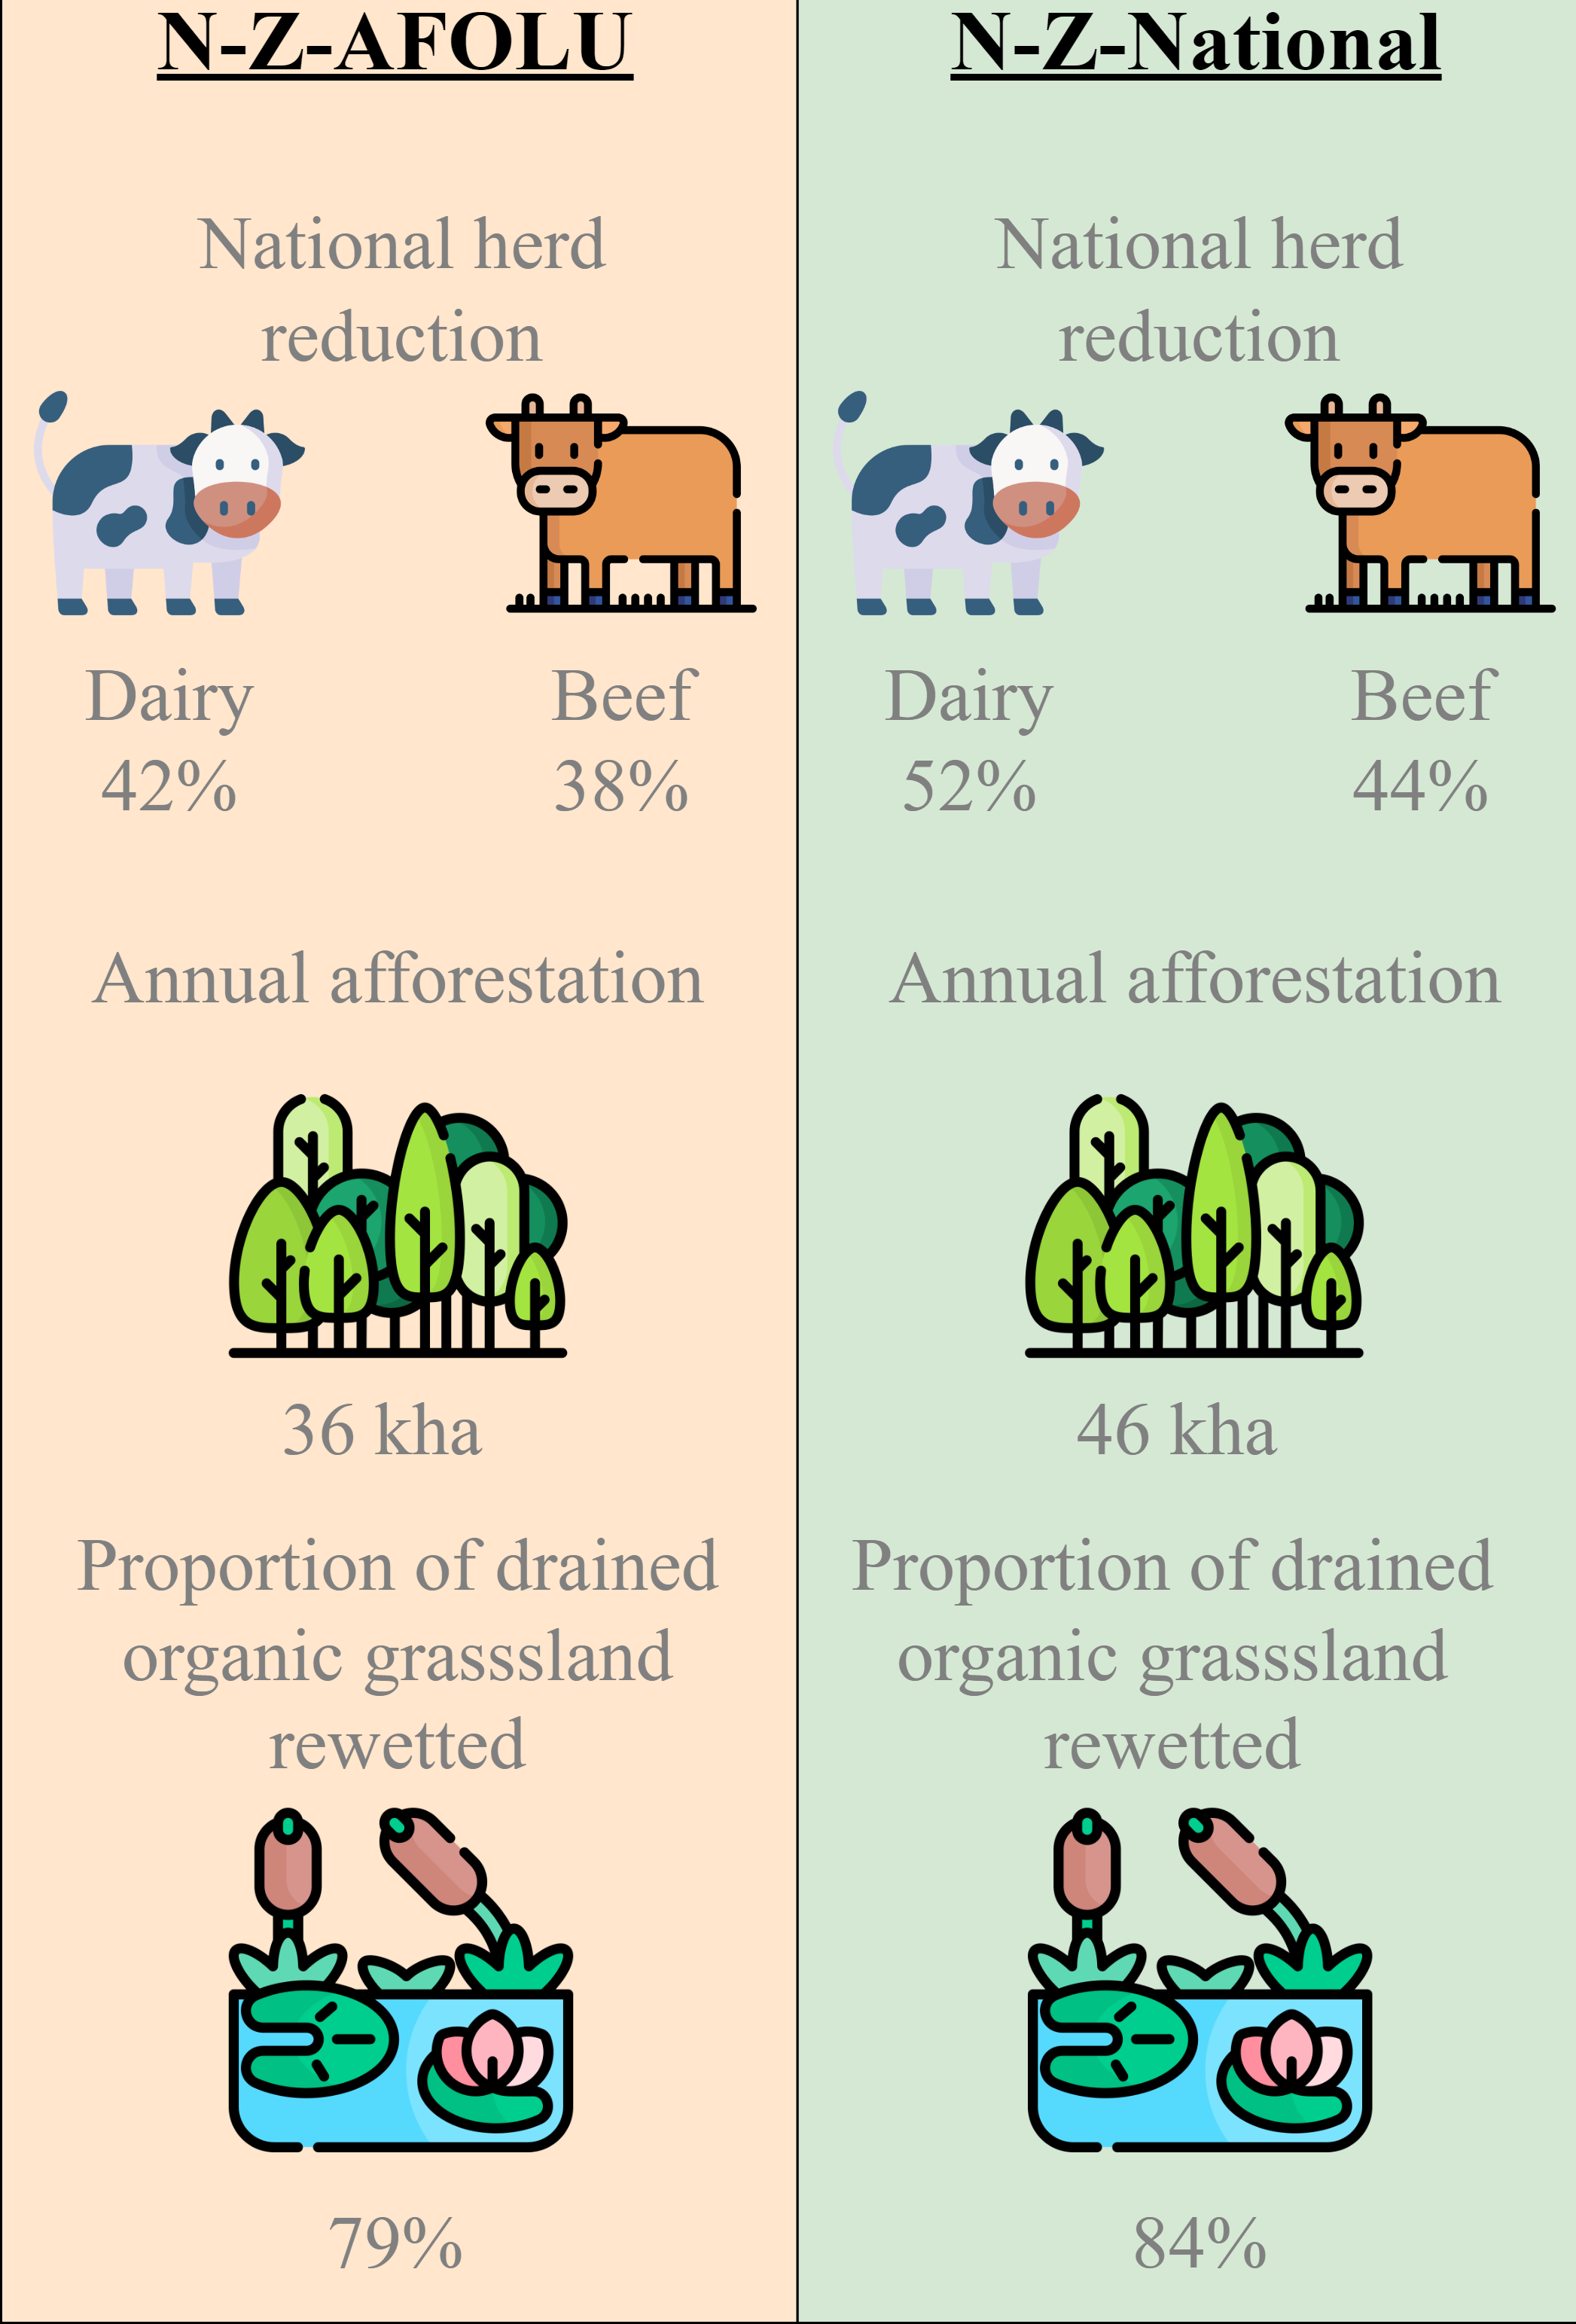 N-Z-AFOLU
National herd
reduction
Dairy
Beef
42%
38%
Annual afforestation
36 kha
Proportion of drained
organic grasssland
rewetted
79%
N-Z-National
National herd
reduction
Dairy
Beef
52%
44%
Annual afforestation
46 kha
Proportion of drained
organic grasssland
rewetted
84%